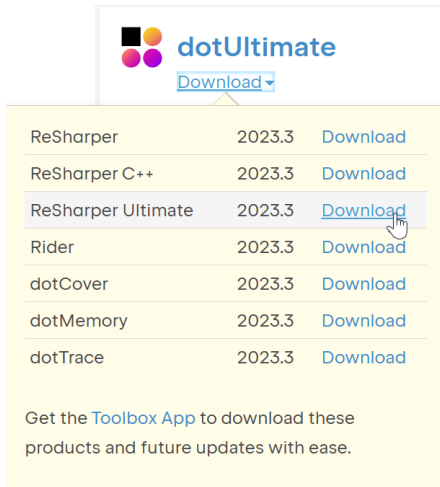 dotUltimate
Download
ReSharper 2023.3 Download
ReSharper C++ 2023.3 Download
ReSharper Ultimate 2023.3 Download
Rider 2023.3 Download
dotCover 2023.3 Download
dotMemory 2023.3 Download
dotTrace 2023.3 Download
Get the Toolbox App to download these
products and future updates with ease.